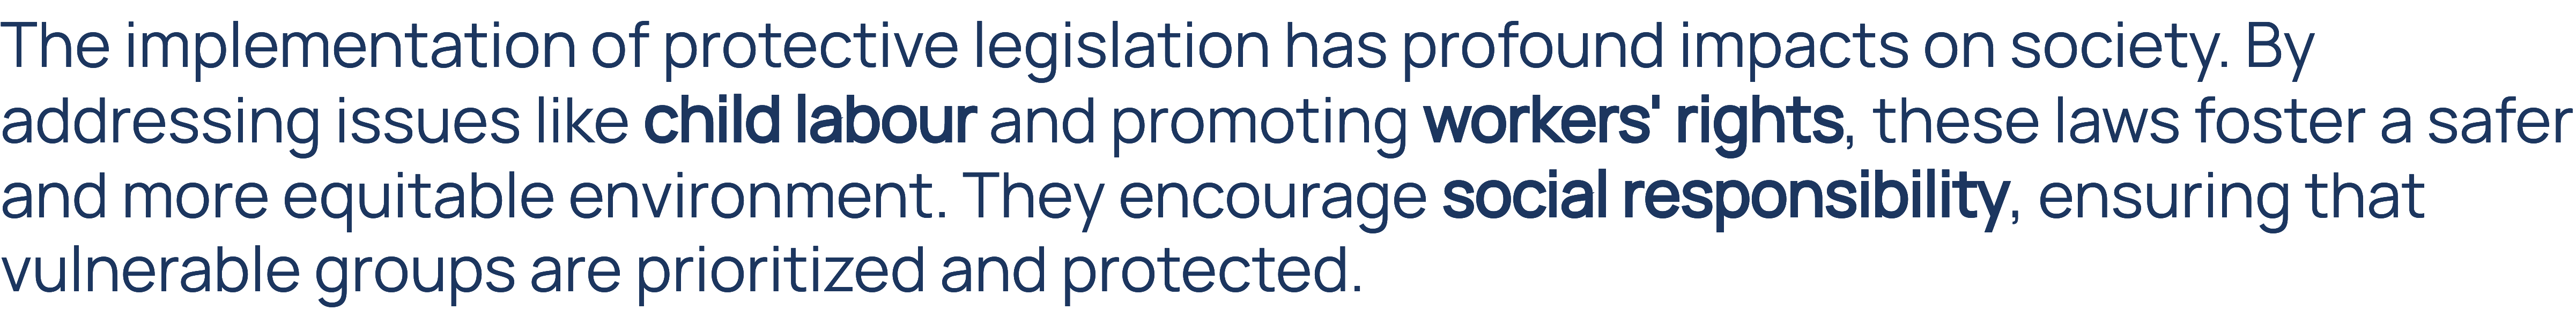 The implementation of protective legislation has profound impacts on society. By
addressing issues like child labour and promoting workers' rights, these laws foster a safer
and more equitable environment. They encourage social responsibility, ensuring that
vulnerable groups are prioritized and protected.